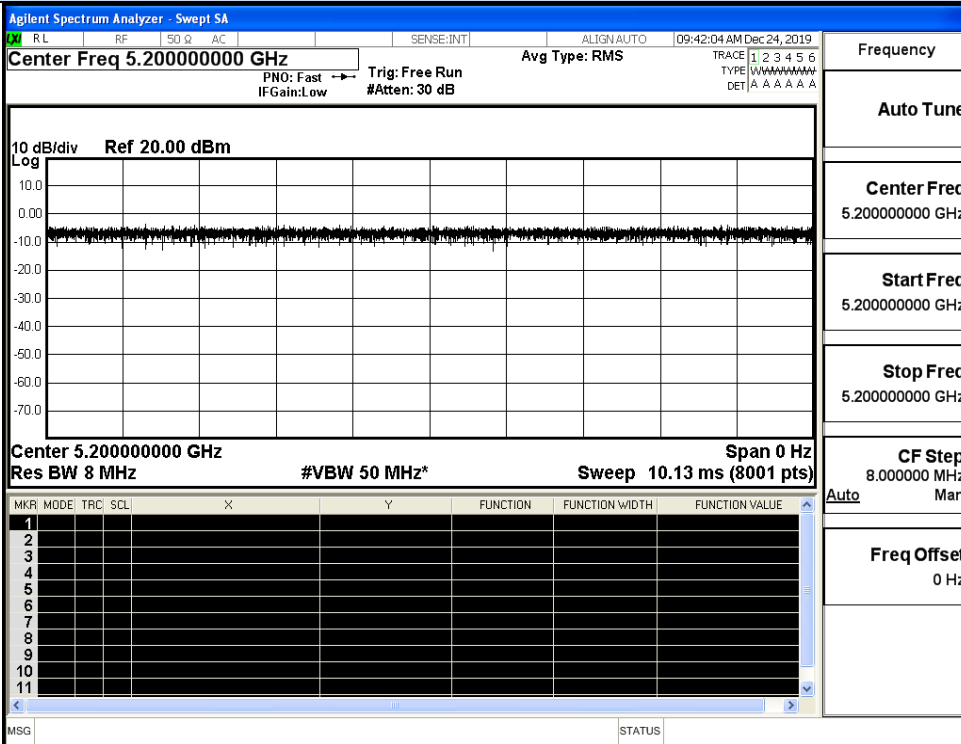 Agilent Spectrum Analyzer - Swept SA
LXI RL RF 50 Ω AC SENSE:INT ALIGN AUTO 09:42:04 AM Dec 24, 2019
Center Freq 5.200000000 GHz Avg Type: RMS TRACE 1 2 3 4 5 6
PNO: Fast Trig: Free Run TYPE WWWWWW
IFGain:Low #Atten: 30 dB DET A A A A A A
10 dB/div Ref 20.00 dBm
Log
10.0
0.00
-10.0
-20.0
-30.0
-40.0
-50.0
-60.0
-70.0
Center 5.200000000 GHz Span 0 Hz
Res BW 8 MHz #VBW 50 MHz* Sweep 10.13 ms (8001 pts)
MKR MODE TRC SCL X Y FUNCTION FUNCTION WIDTH FUNCTION VALUE
1
2
3
4
5
6
7
8
9
10
11
MSG STATUS
Frequency
Auto Tune
Center Freq
5.200000000 GHz
Start Freq
5.200000000 GHz
Stop Freq
5.200000000 GHz
CF Step
8.000000 MHz
Auto Man
Freq Offset
0 Hz